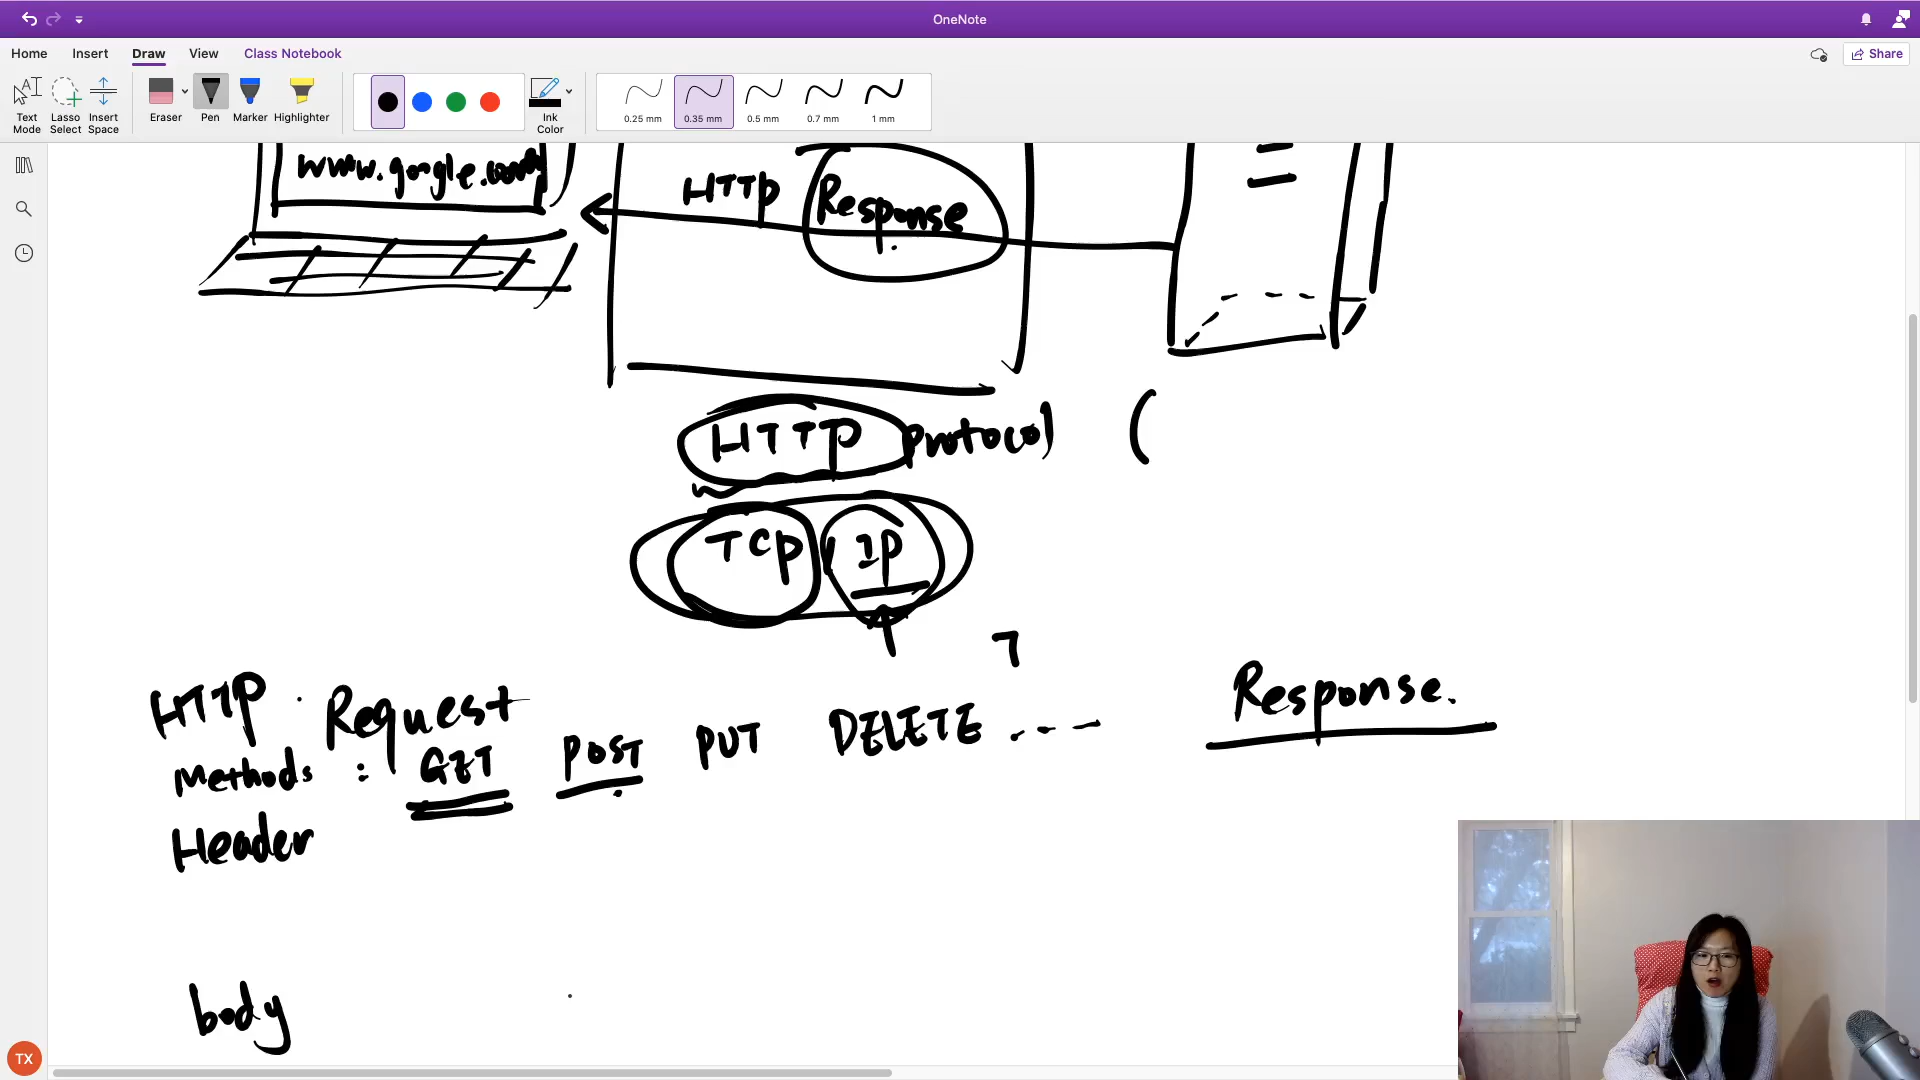 OneNote
Home Insert Draw View Class Notebook
Share
Text Mode
Lasso Select
Insert Space
Eraser
Pen
Marker
Highlighter
Ink Color
0.25 mm
0.35 mm
0.5 mm
0.7 mm
1 mm
www.google.com
HTTP Response
HTTP protocol (
TCP IP
HTTP Request
Response.
Methods : GET POST PUT DELETE ...
Header
body
TX